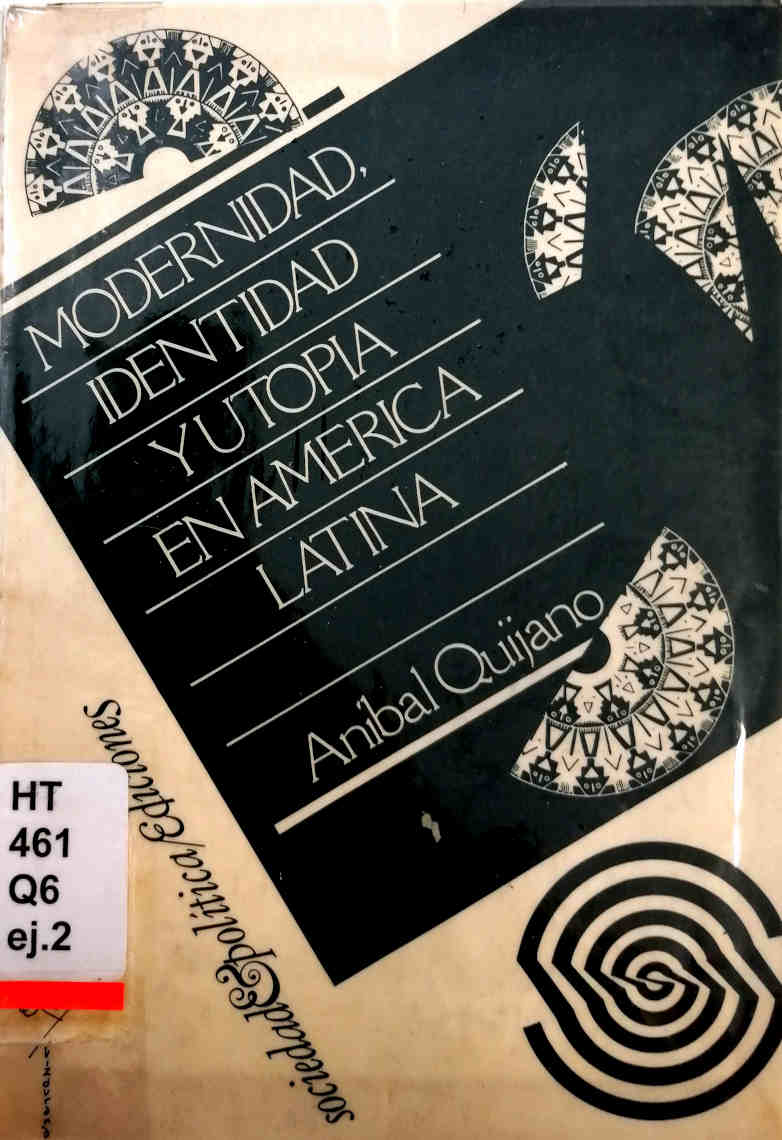 MODERNIDAD,
IDENTIDAD
Y UTOPIA
EN AMERICA
LATINA
Aníbal Quijano
sociedad&política/Ediciones
HT
461
Q6
ej.2